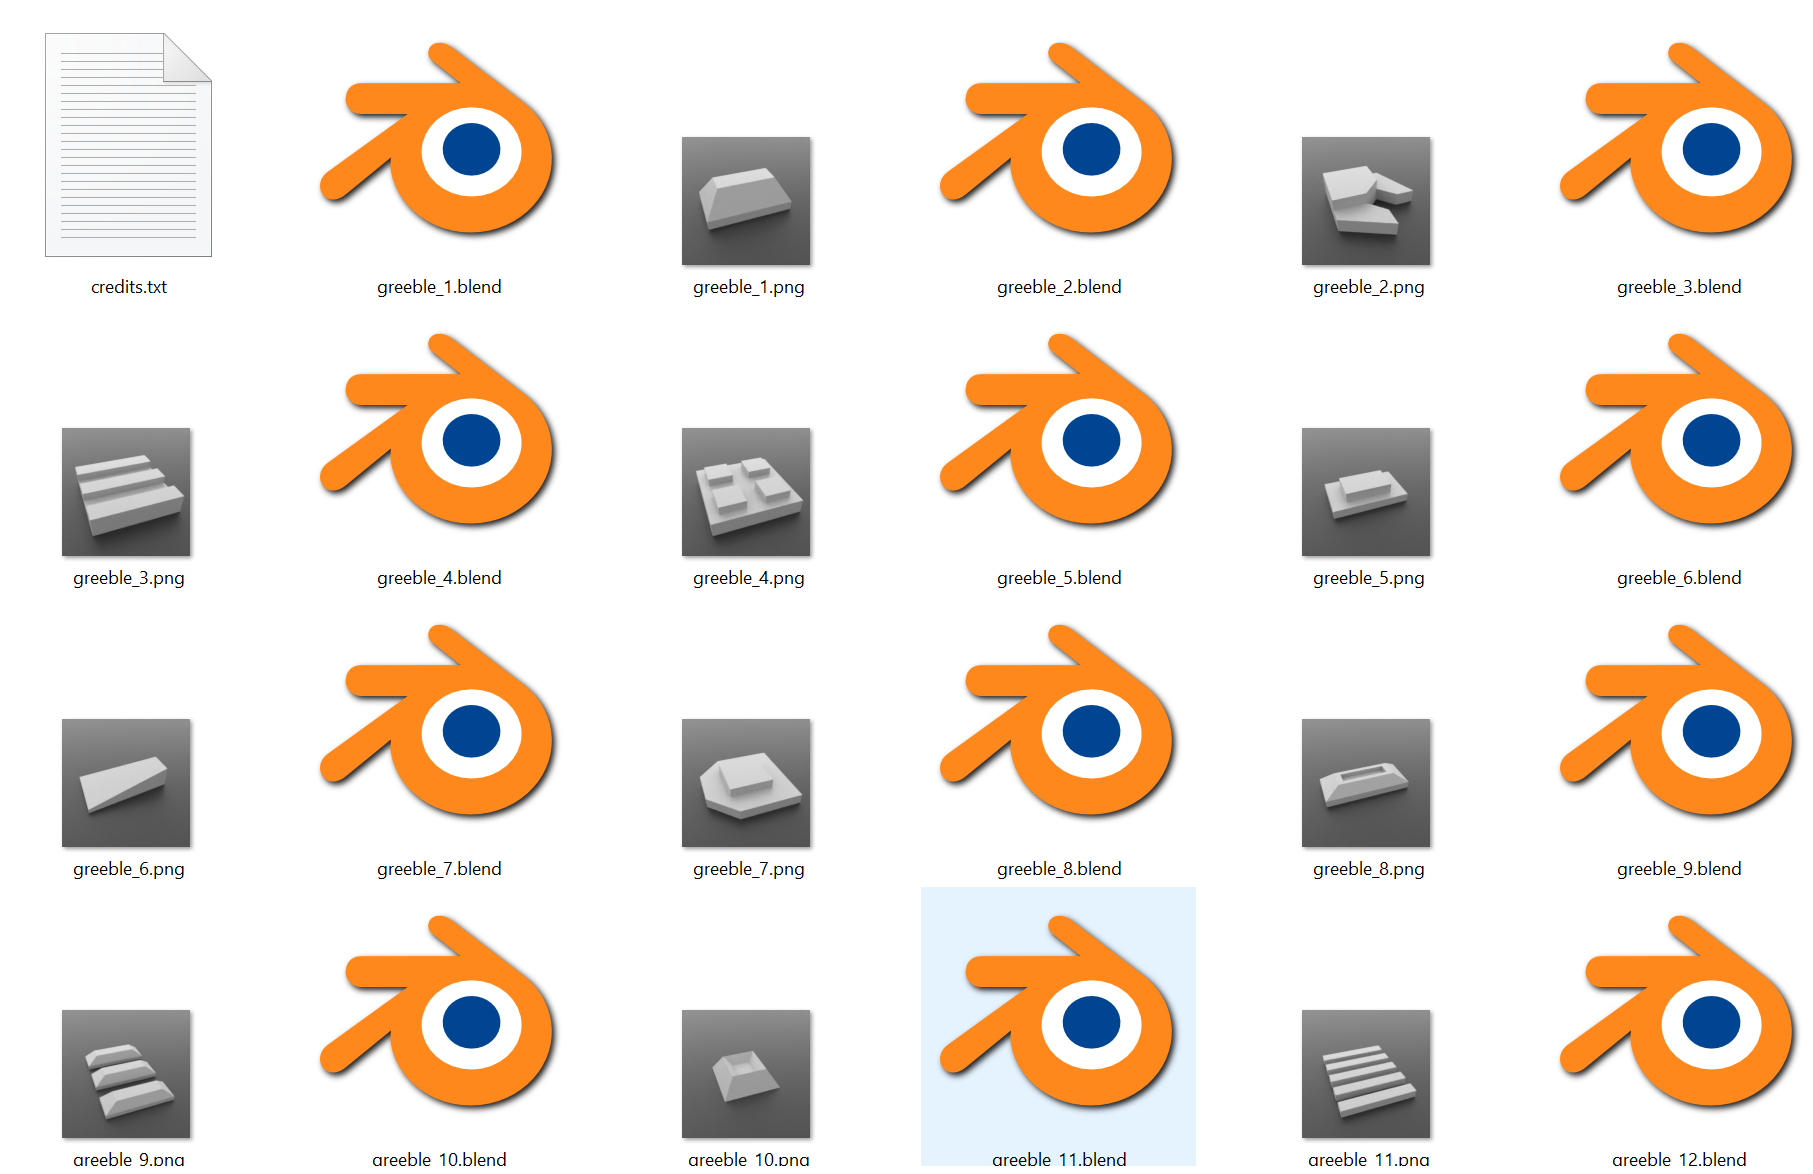 credits.txt
greeble_1.blend
greeble_1.png
greeble_2.blend
greeble_2.png
greeble_3.blend
greeble_3.png
greeble_4.blend
greeble_4.png
greeble_5.blend
greeble_5.png
greeble_6.blend
greeble_6.png
greeble_7.blend
greeble_7.png
greeble_8.blend
greeble_8.png
greeble_9.blend
greeble_9.png
greeble_10.blend
greeble_10.png
greeble_11.blend
greeble_11.png
greeble_12.blend